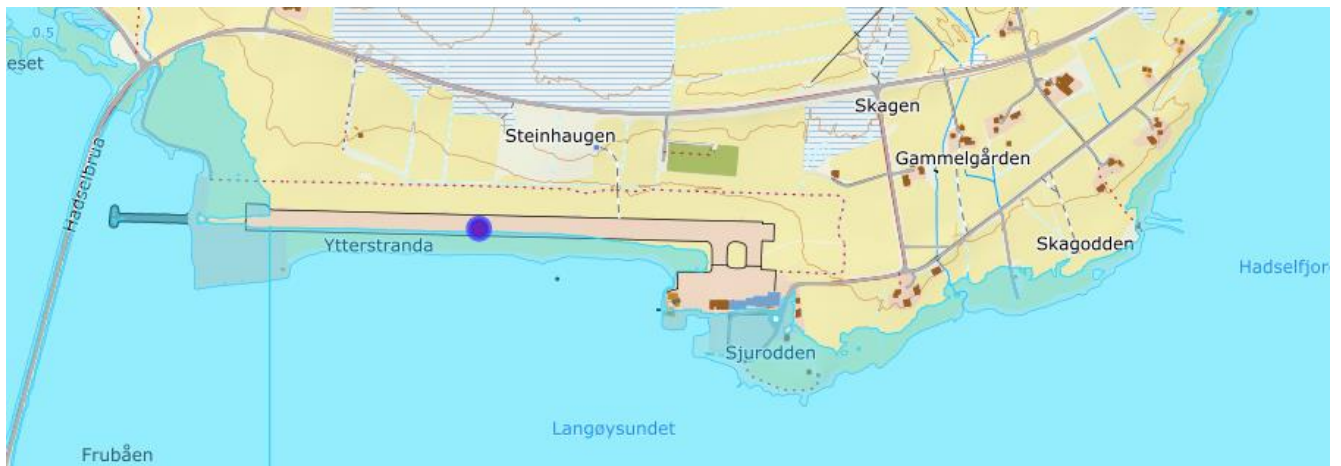 0.5
eset
Hadselbrua
Skagen
Steinhaugen
Gammelgården
Ytterstranda
Skagodden
Hadselfjor
Sjurodden
Langøysundet
Frubåen